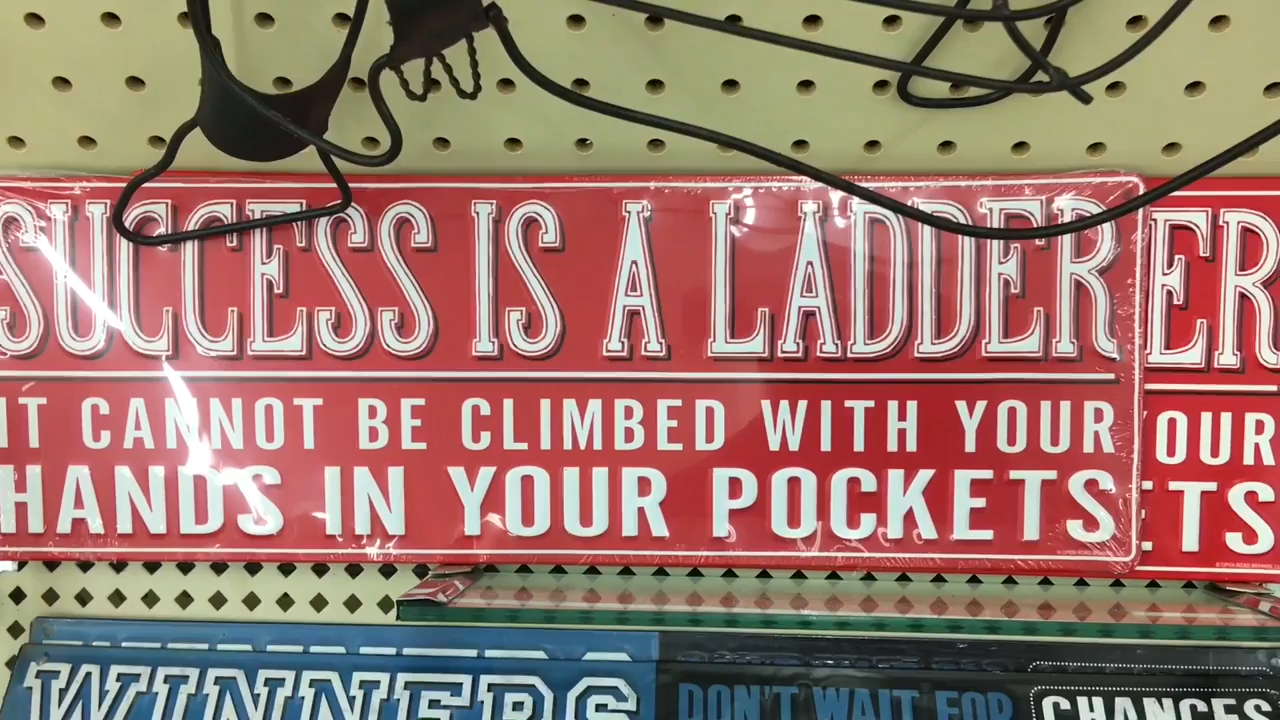 SUCCESS IS A LADDER
IT CANNOT BE CLIMBED WITH YOUR
HANDS IN YOUR POCKETS
ER
OUR
ETS
WINNERS
WINNERS
DON'T WAIT FOR CHANCES